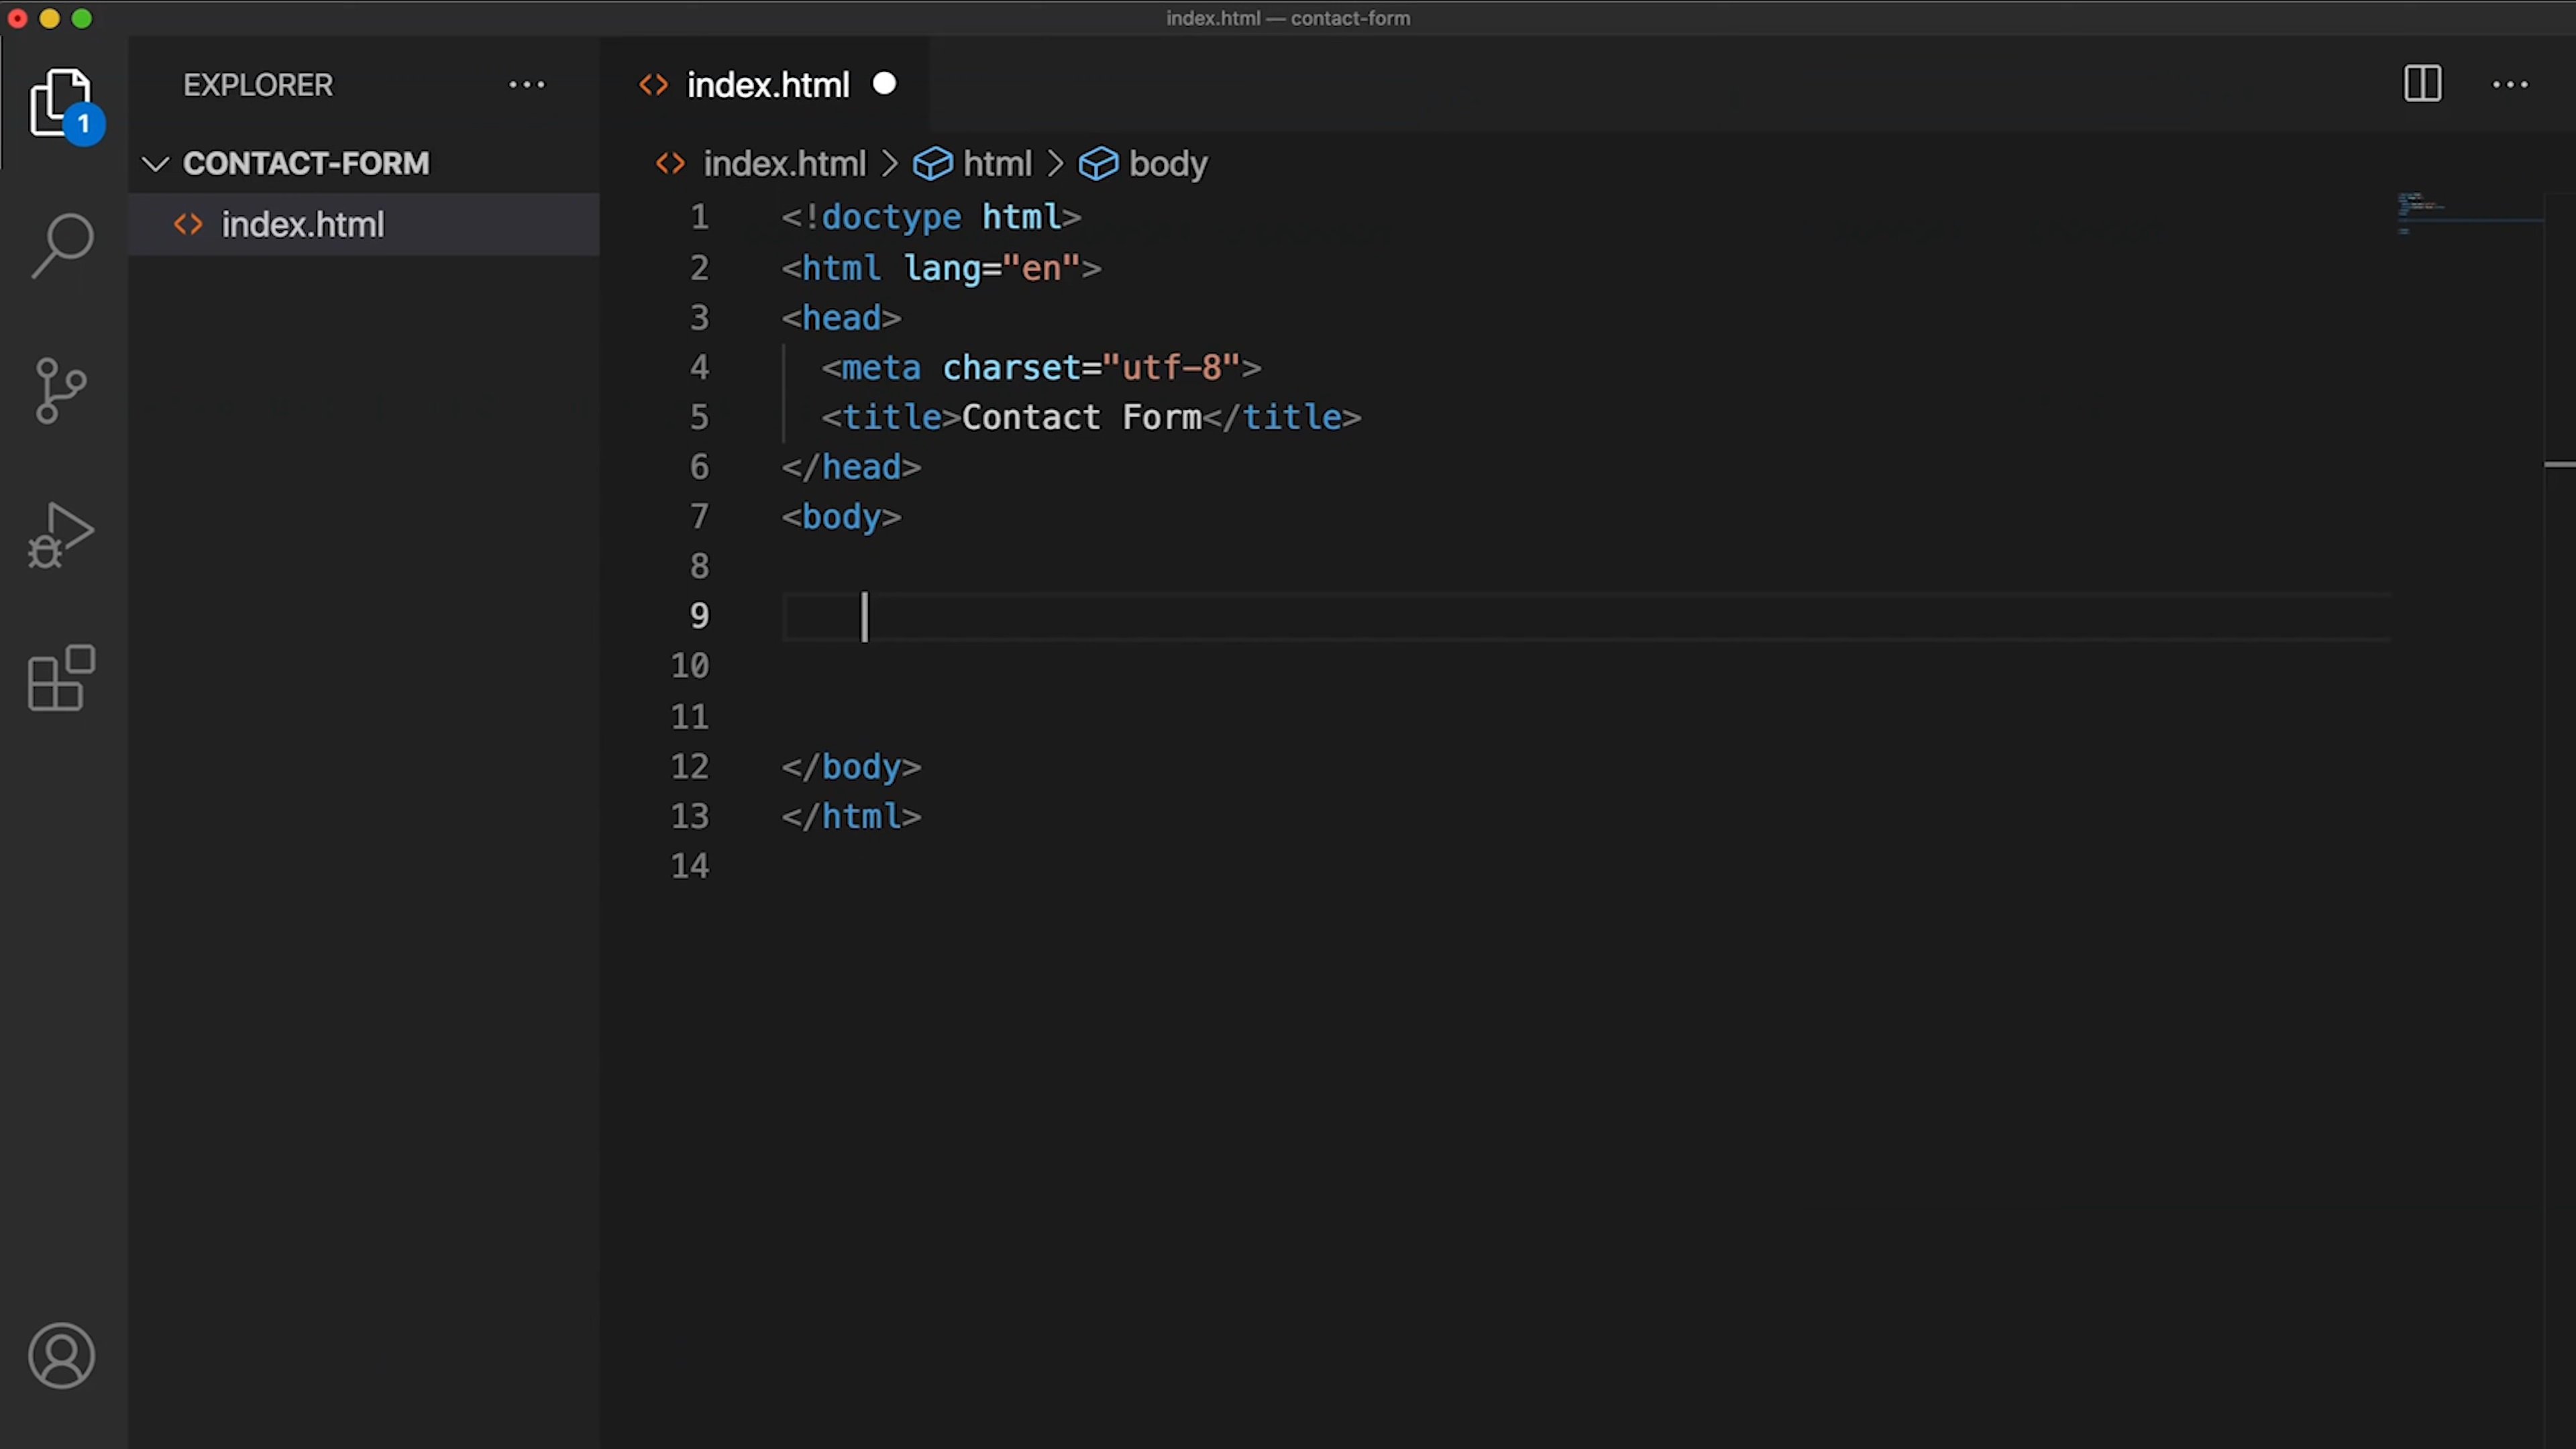 index.html — contact-form
EXPLORER
1
CONTACT-FORM
index.html
index.html
index.html > html > body
1 <!doctype html>
2 <html lang="en">
3 <head>
4 <meta charset="utf-8">
5 <title>Contact Form</title>
6 </head>
7 <body>
8
9
10
11
12 </body>
13 </html>
14